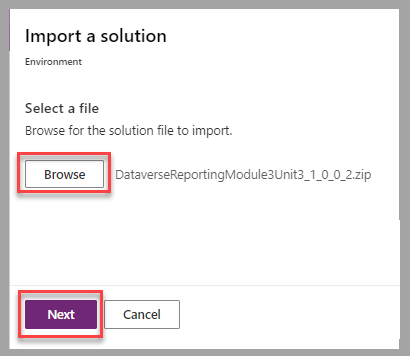 Import a solution
Environment
Select a file
Browse for the solution file to import.
Browse DataverseReportingModule3Unit3_1_0_0_2.zip
Next Cancel